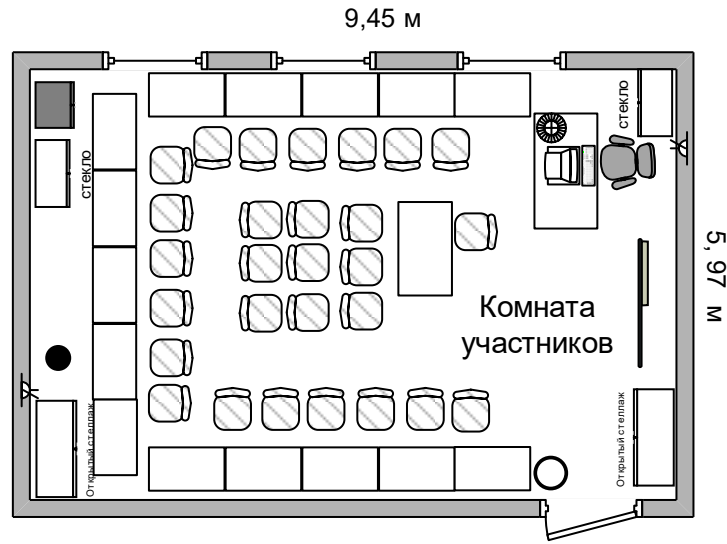 9,45 м
стекло
стекло
5, 97 м
Комната
участников
Открытый стеллаж
Открытый стеллаж